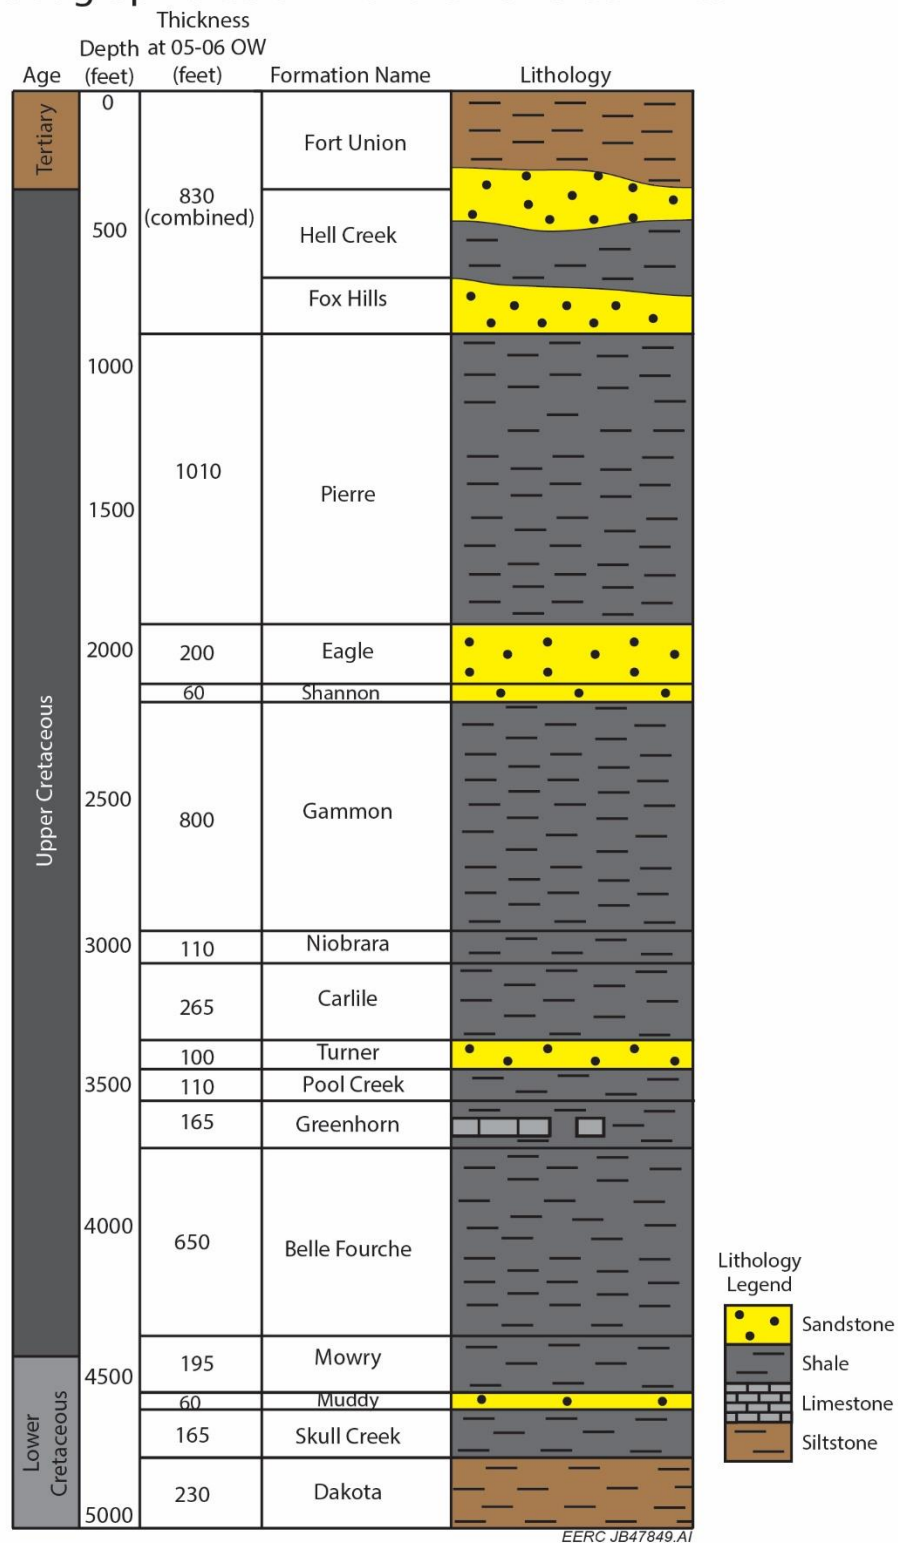 Thickness
Depth at 05-06 OW
Age (feet) (feet) Formation Name Lithology
Tertiary
Upper Cretaceous
Lower
Cretaceous
0
500
1000
1500
2000
2500
3000
3500
4000
4500
5000
830
(combined)
1010
200
60
800
110
265
100
110
165
650
195
60
165
230
Fort Union
Hell Creek
Fox Hills
Pierre
Eagle
Shannon
Gammon
Niobrara
Carlile
Turner
Pool Creek
Greenhorn
Belle Fourche
Mowry
Muddy
Skull Creek
Dakota
Lithology
Legend
Sandstone
Shale
Limestone
Siltstone
EERC JB47849.AI